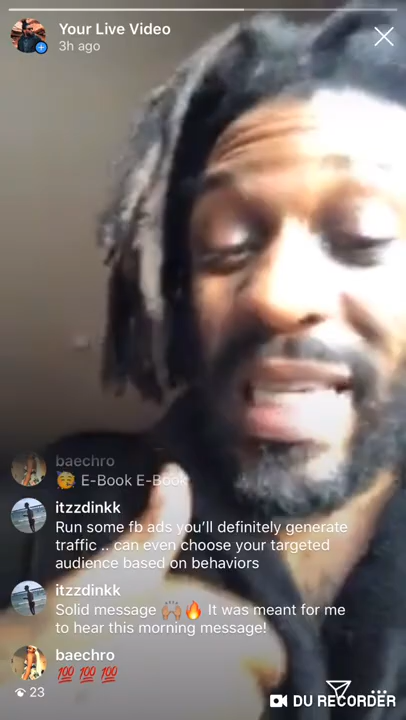 Your Live Video
3h ago
baechro
🥳 E-Book E-Book
itzzdinkk
Run some fb ads you’ll definitely generate
traffic .. can even choose your targeted
audience based on behaviors
itzzdinkk
Solid message 🙌🏽🔥 It was meant for me
to hear this morning message!
baechro
💯 💯 💯
23
DU RECORDER